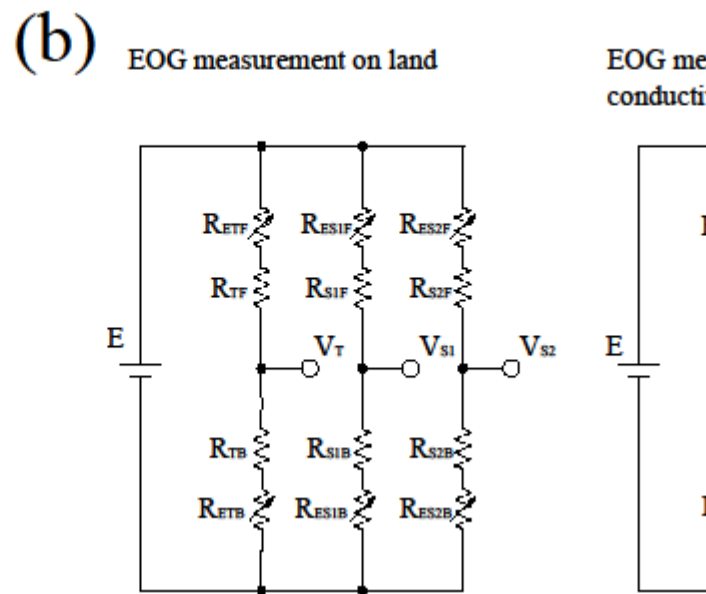 (b)
EOG measurement on land
EOG me
conducti
RETF RES1F RES2F
RTF RS1F RS2F
E VT VS1 VS2 E
RTB RS1B RS2B
RETB RES1B RES2B